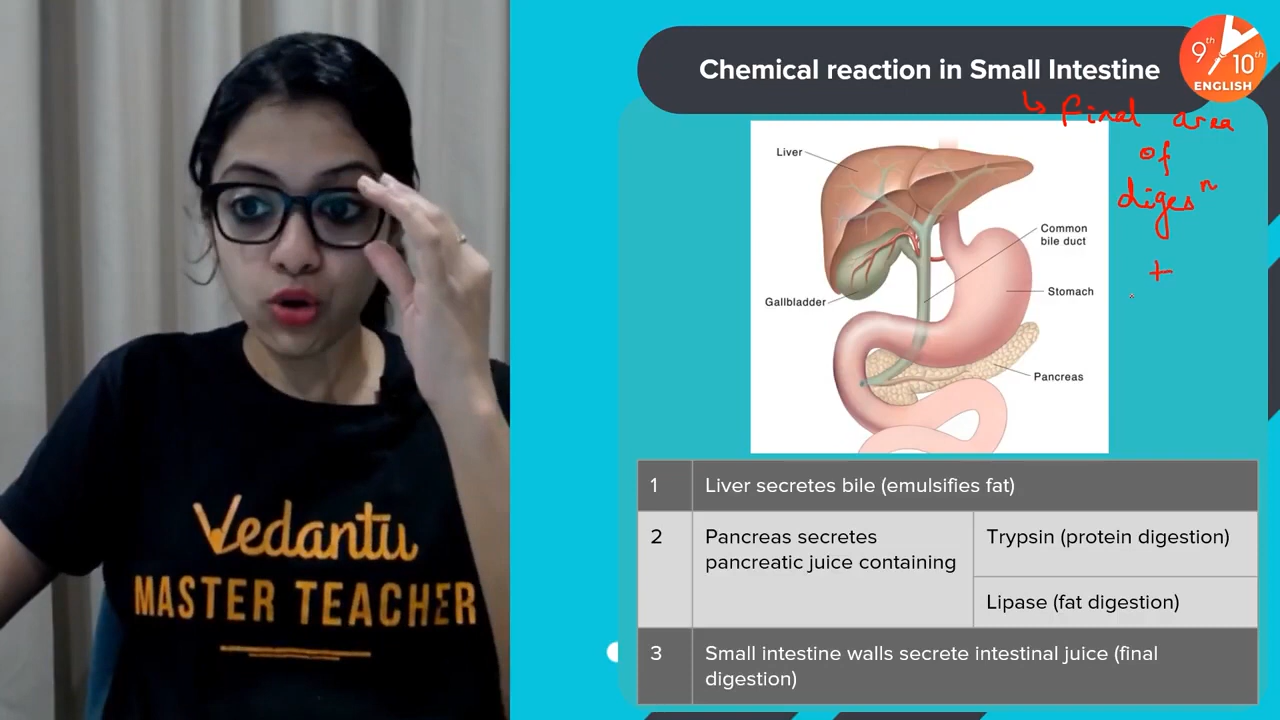 Chemical reaction in Small Intestine
9th
10th
ENGLISH
↳ final area
of
digesⁿ
+
Liver
Common
bile duct
Stomach
Gallbladder
Pancreas
Vedantu
MASTER TEACHER
1 Liver secretes bile (emulsifies fat)
2 Pancreas secretes
pancreatic juice containing
Trypsin (protein digestion)
Lipase (fat digestion)
3 Small intestine walls secrete intestinal juice (final
digestion)